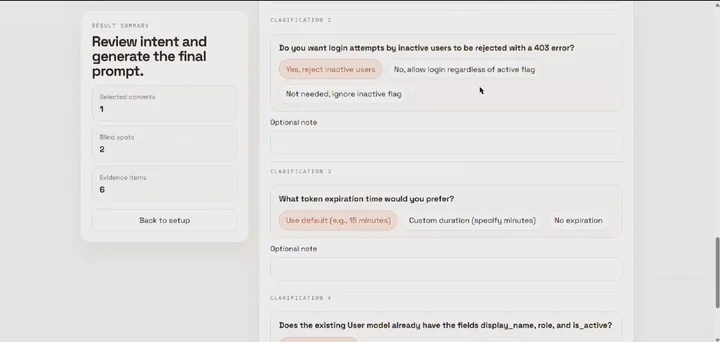 RESULT SUMMARY
Review intent and
generate the final
prompt.
Selected commits
1
Blind spots
2
Evidence items
6
Back to setup
CLARIFICATION 2
Do you want login attempts by inactive users to be rejected with a 403 error?
Yes, reject inactive users
No, allow login regardless of active flag
Not needed, ignore inactive flag
Optional note
CLARIFICATION 3
What token expiration time would you prefer?
Use default (e.g., 15 minutes)
Custom duration (specify minutes)
No expiration
Optional note
CLARIFICATION 4
Does the existing User model already have the fields display_name, role, and is_active?